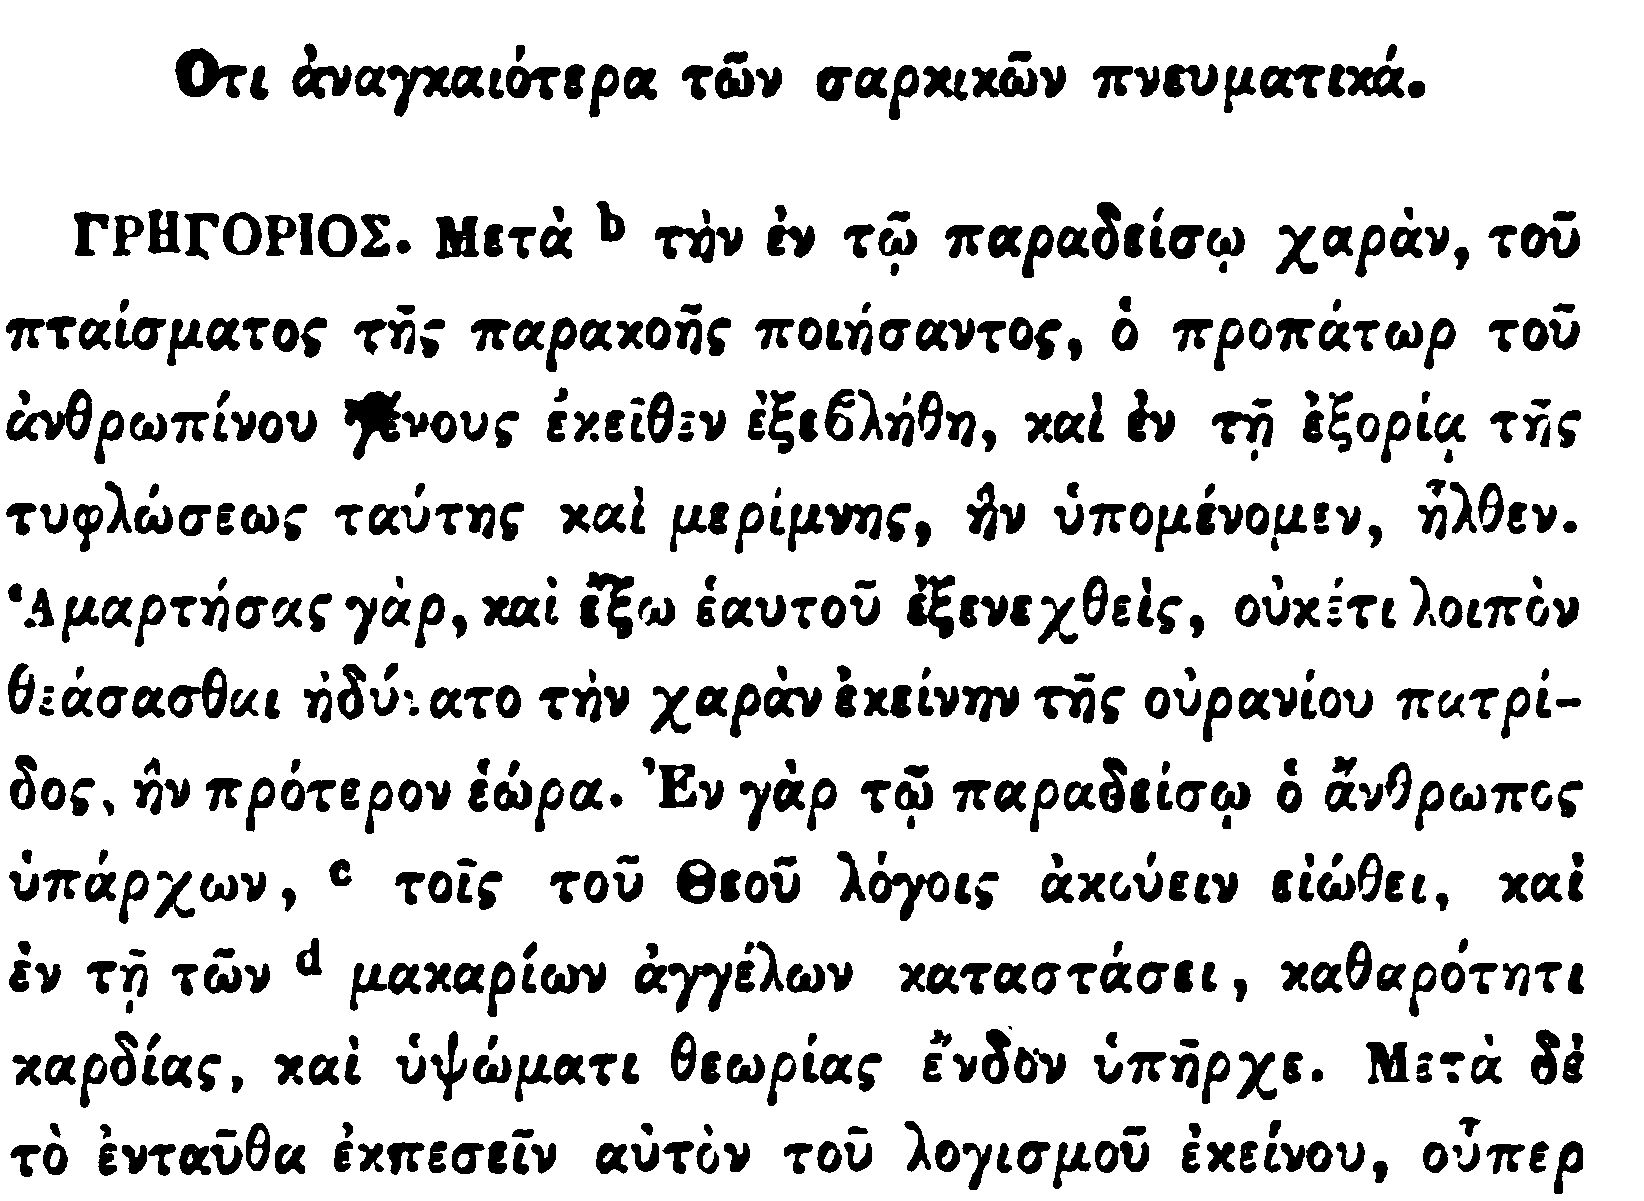 Οτι ἀναγκαιότερα τῶν σαρκικῶν πνευματικά.
ΓΡΗΓΟΡΙΟΣ. Μετὰ b τὴν ἐν τῷ παραδείσῳ χαρὰν, τοῦ
πταίσματος τῆς παρακοῆς ποιήσαντος, ὁ προπάτωρ τοῦ
ἀνθρωπίνου γένους ἐκεῖθεν ἐξεβλήθη, καὶ ἐν τῇ ἐξορίᾳ τῆς
τυφλώσεως ταύτης καὶ μερίμνης, ἣν ὑπομένομεν, ἦλθεν.
Ἁμαρτήσας γὰρ, καὶ ἔξω ἑαυτοῦ ἐξενεχθεὶς, οὐκέτι λοιπὸν
θεάσασθαι ἠδύνατο τὴν χαρὰν ἐκείνην τῆς οὐρανίου πατρί-
δος, ἣν πρότερον ἑώρα. Ἐν γὰρ τῷ παραδείσῳ ὁ ἄνθρωπος
ὑπάρχων, c τοῖς τοῦ Θεοῦ λόγοις ἀκούειν εἰώθει, καὶ
ἐν τῇ τῶν d μακαρίων ἀγγέλων καταστάσει, καθαρότητι
καρδίας, καὶ ὑψώματι θεωρίας ἔνδον ὑπῆρχε. Μετὰ δὲ
τὸ ἐνταῦθα ἐκπεσεῖν αὐτὸν τοῦ λογισμοῦ ἐκείνου, οὗπερ